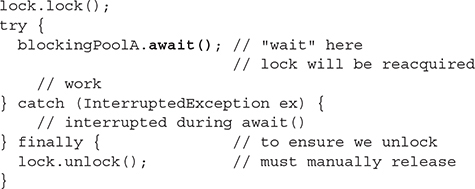 lock.lock();
try {
  blockingPoolA.await(); // "wait" here
                         // lock will be reacquired
    // work
} catch (InterruptedException ex) {
    // interrupted during await()
} finally {              // to ensure we unlock
  lock.unlock();         // must manually release
}